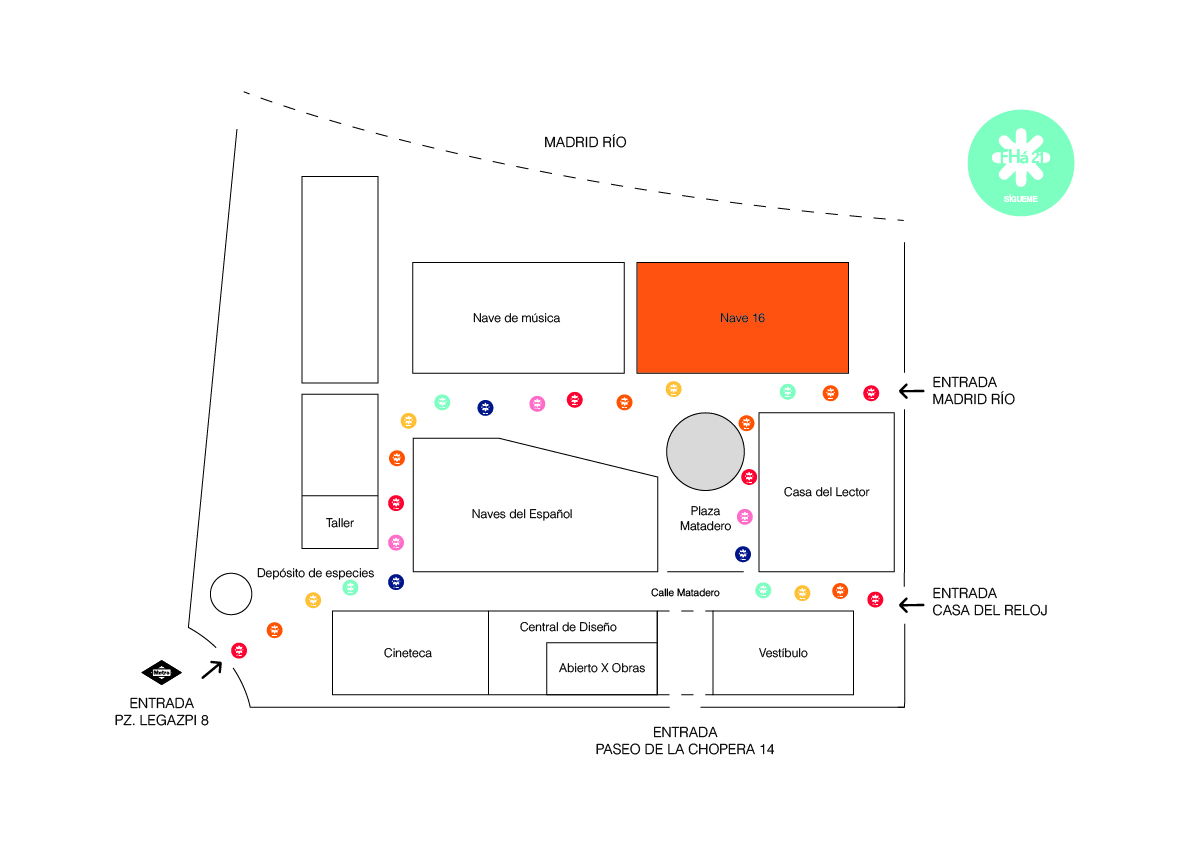 MADRID RÍO
FHá 21
SÍGUEME
Nave de música
Nave 16
ENTRADA
MADRID RÍO
Casa del Lector
Plaza
Matadero
Naves del Español
Taller
Depósito de especies
Calle Matadero
ENTRADA
CASA DEL RELOJ
Central de Diseño
Cineteca
Abierto X Obras
Vestíbulo
Metro
ENTRADA
PZ. LEGAZPI 8
ENTRADA
PASEO DE LA CHOPERA 14